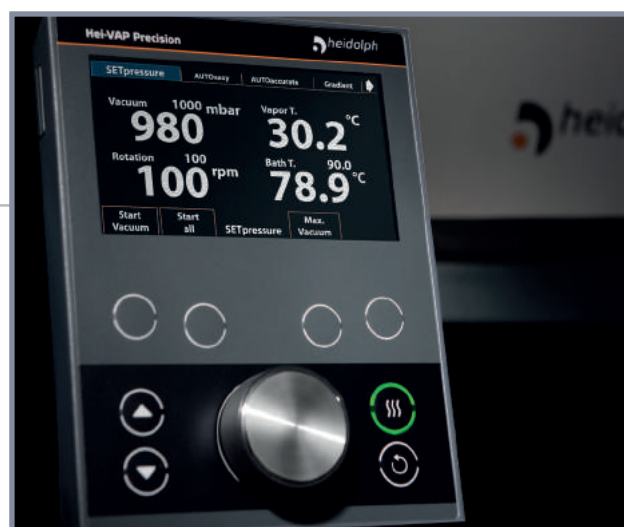 Hei-VAP Precision
heidolph
SETpressure AUTOeasy AUTOaccurate Gradient
Vacuum 1000 mbar
980
Vapor T. °C
30.2
Rotation 100
100 rpm
Bath T. 90.0
78.9 °C
Start Vacuum
Start all
SETpressure
Max. Vacuum